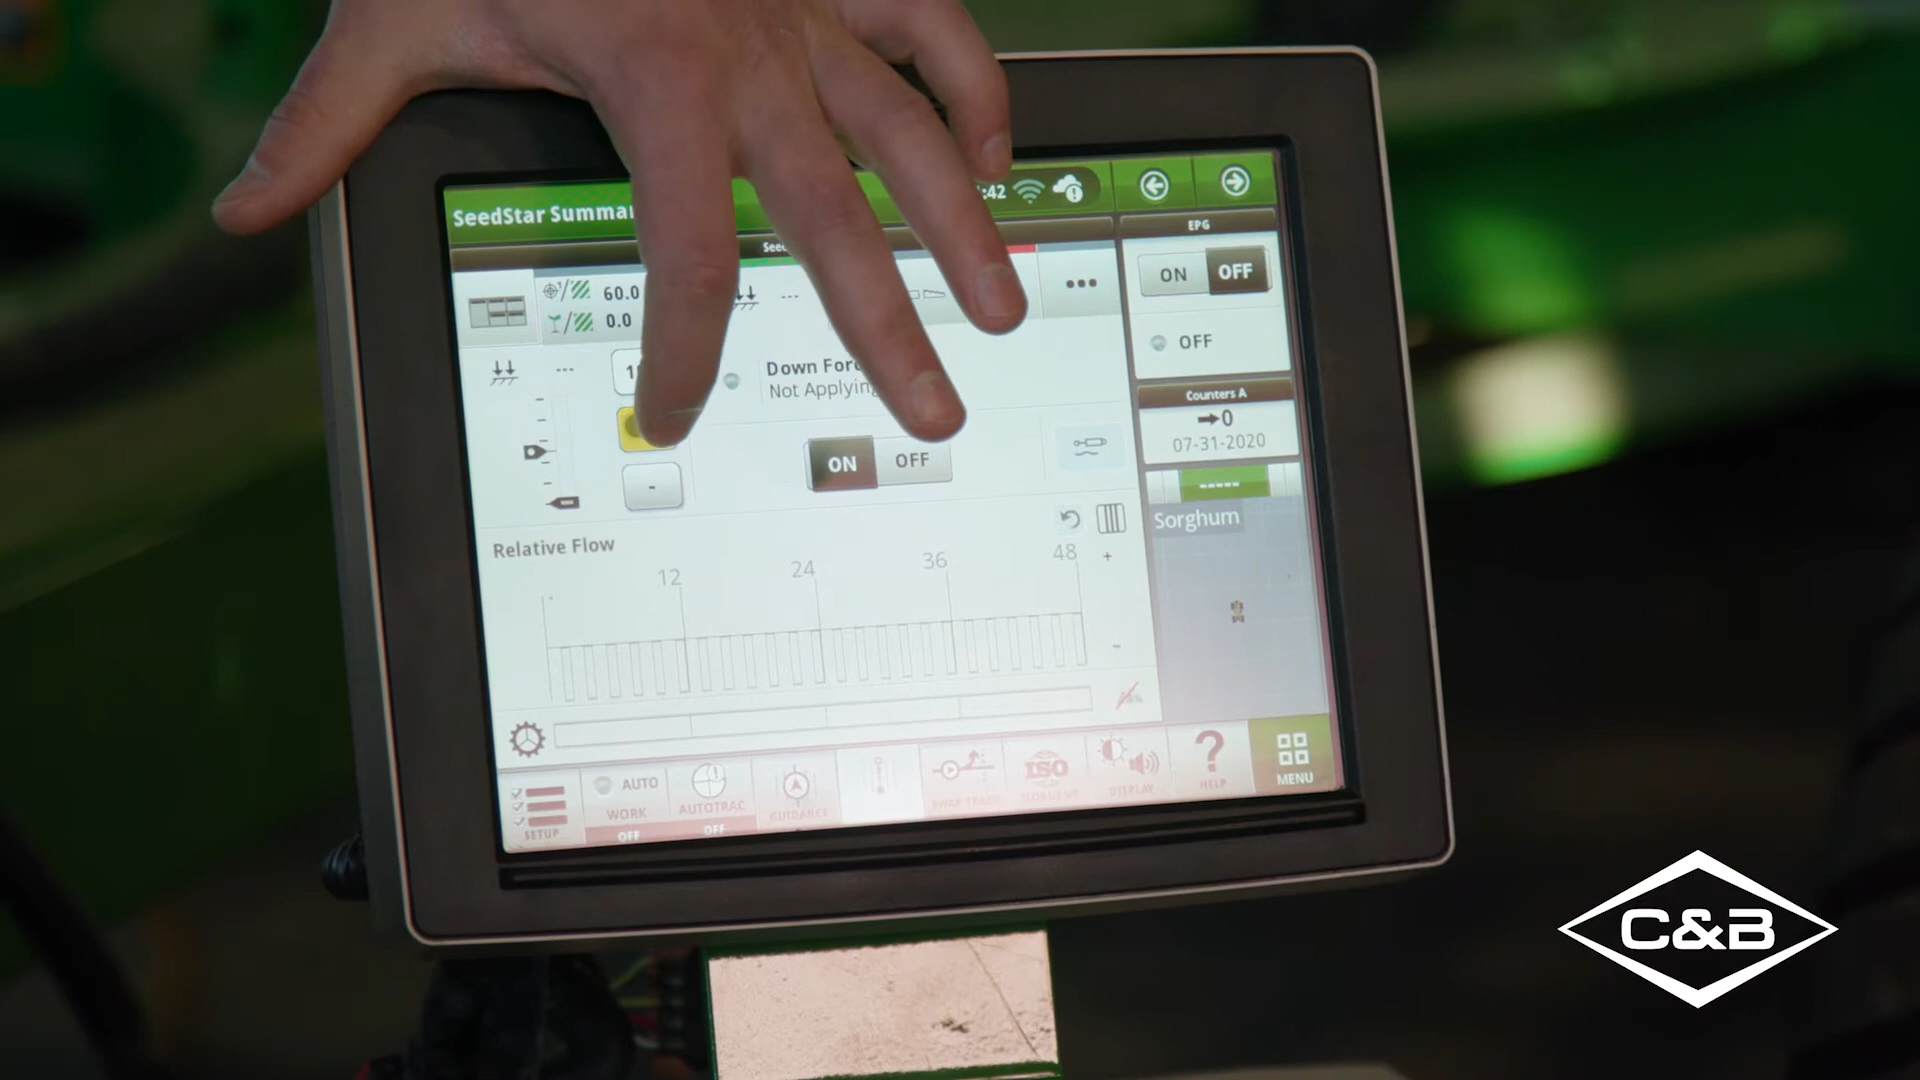 SeedStar Summar
:42
EPG
ON OFF
OFF
60.0
0.0
---
---
Down Forc
Not Applying
ON OFF
-
Counters A
0
07-31-2020
-----
Sorghum
Relative Flow
12 24 36 48
+
-
SETUP
AUTO
WORK
OFF
AUTOTRAC
OFF
GUIDANCE
ISO
DISPLAY
HELP
MENU
C&B